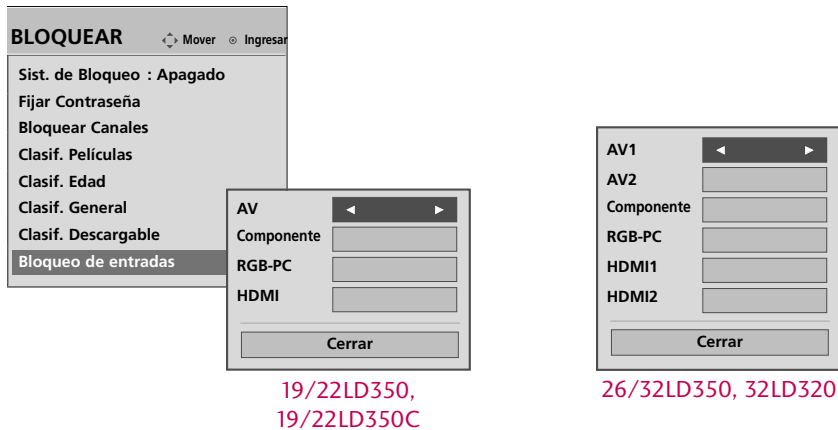 BLOQUEAR Mover Ingresar
Sist. de Bloqueo : Apagado
Fijar Contraseña
Bloquear Canales
Clasif. Películas
Clasif. Edad
Clasif. General
Clasif. Descargable
Bloqueo de entradas
AV
Componente
RGB-PC
HDMI
Cerrar
19/22LD350,
19/22LD350C
AV1
AV2
Componente
RGB-PC
HDMI1
HDMI2
Cerrar
26/32LD350, 32LD320